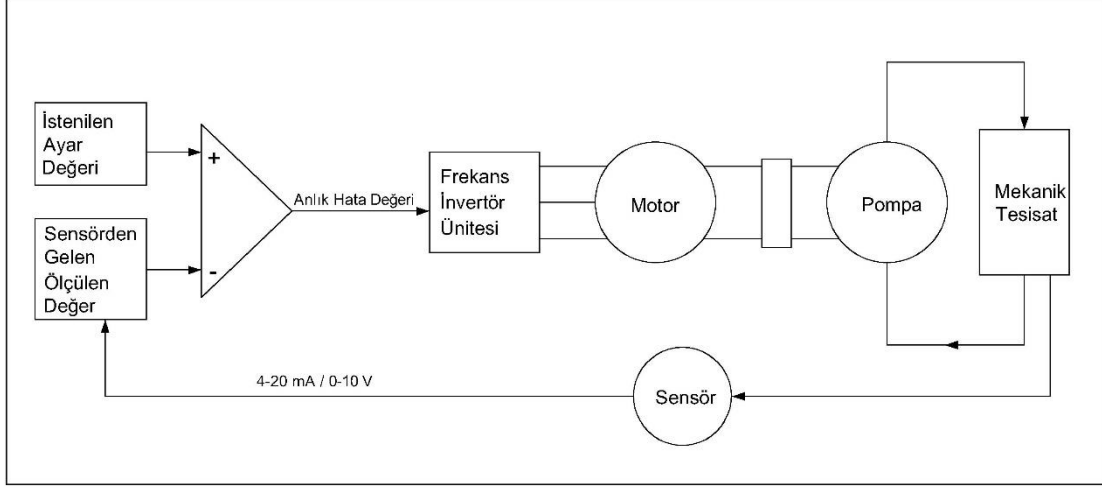 İstenilen
Ayar
Değeri
+
Sensörden
Gelen
Ölçülen
Değer
-
Anlık Hata Değeri
Frekans
İnvertör
Ünitesi
Motor
Pompa
Mekanik
Tesisat
4-20 mA / 0-10 V
Sensör